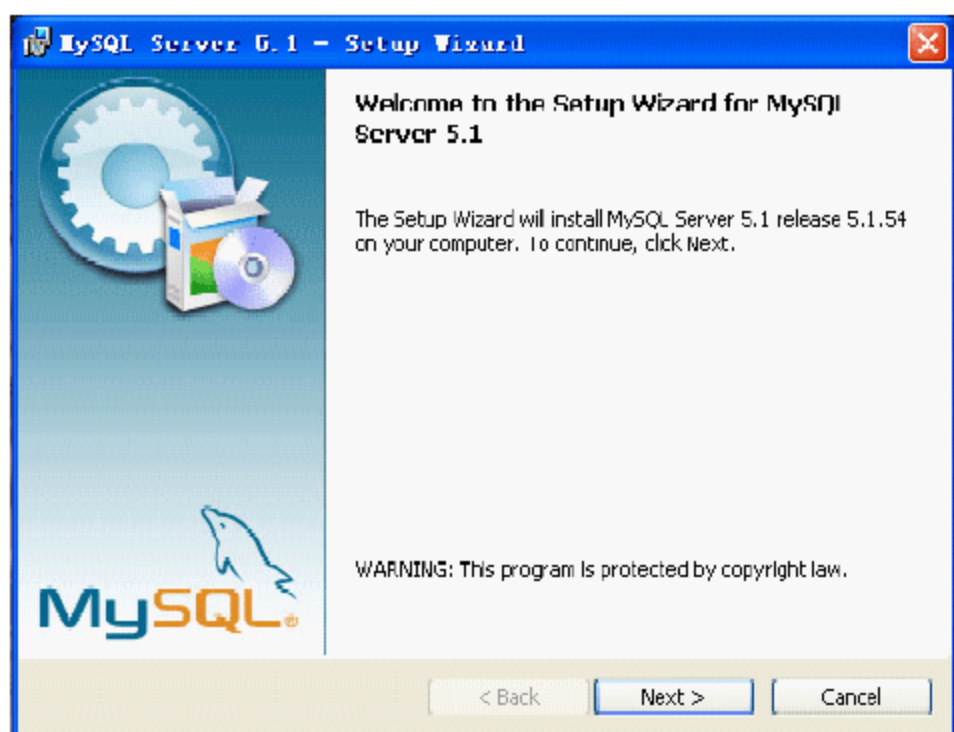 MySQL Server 5.1 - Setup Wizard
Welcome to the Setup Wizard for MySQL
Server 5.1
The Setup Wizard will install MySQL Server 5.1 release 5.1.54
on your computer. To continue, click Next.
WARNING: This program is protected by copyright law.
MySQL®
< Back Next > Cancel